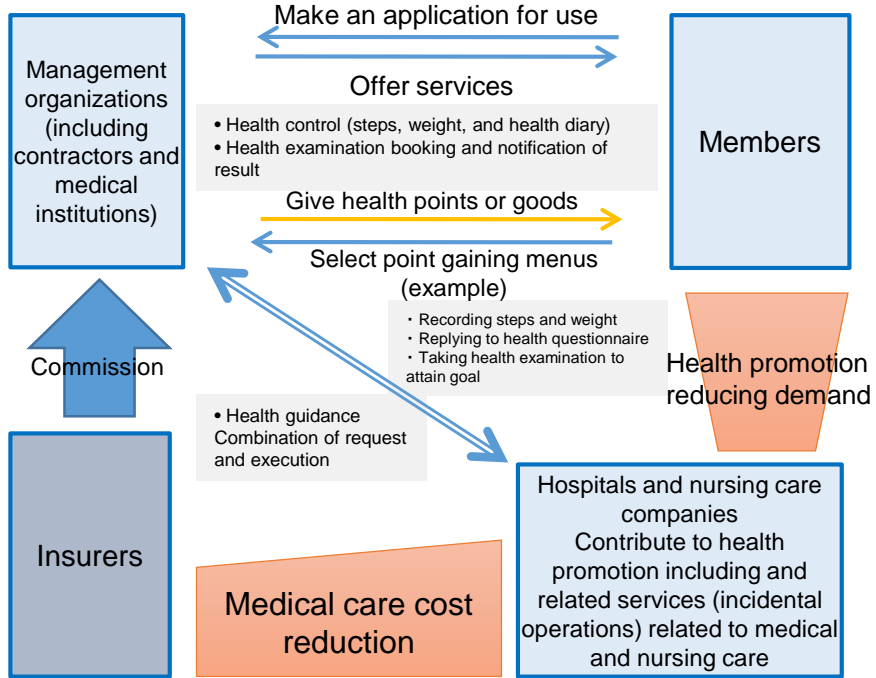 Make an application for use
Management
organizations
(including
contractors and
medical
institutions)
Offer services
• Health control (steps, weight, and health diary)
• Health examination booking and notification of
result
Members
Give health points or goods
Select point gaining menus
(example)
・Recording steps and weight
・Replying to health questionnaire
・Taking health examination to
attain goal
Commission
Health promotion
reducing demand
• Health guidance
Combination of request
and execution
Insurers
Medical care cost
reduction
Hospitals and nursing care
companies
Contribute to health
promotion including and
related services (incidental
operations) related to medical
and nursing care